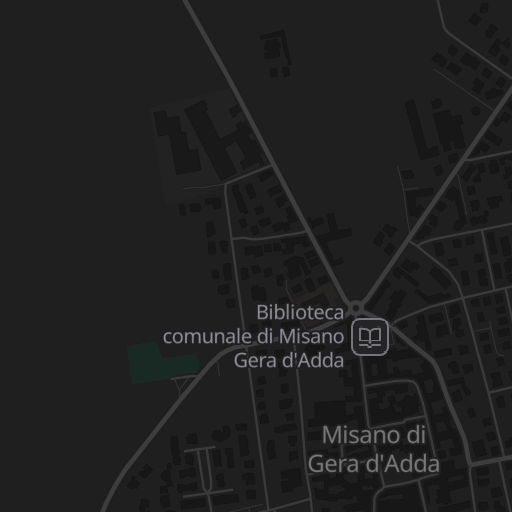 Biblioteca
comunale di Misano
Gera d'Adda
Misano di
Gera d'Adda